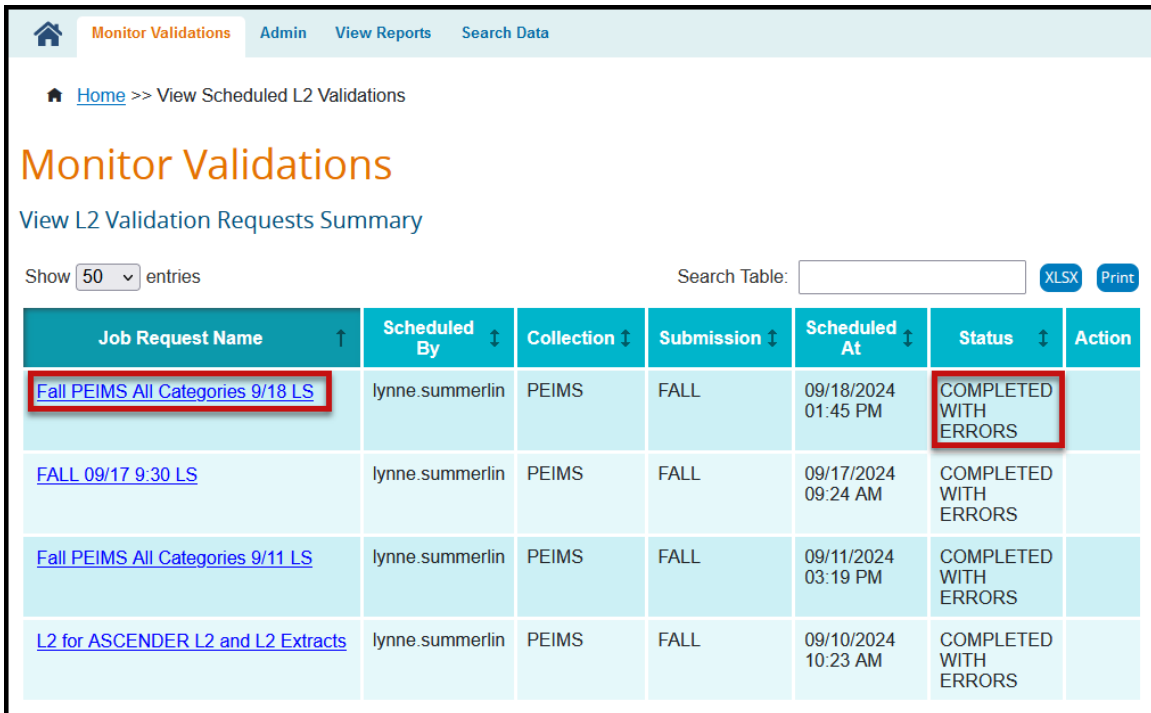 Monitor Validations Admin View Reports Search Data
Home >> View Scheduled L2 Validations
Monitor Validations
View L2 Validation Requests Summary
Show 50 entries Search Table: XLSX Print
Job Request Name ↑ Scheduled By ↕ Collection ↕ Submission ↕ Scheduled At ↕ Status ↕ Action
Fall PEIMS All Categories 9/18 LS lynne.summerlin PEIMS FALL 09/18/2024 01:45 PM COMPLETED WITH ERRORS
FALL 09/17 9:30 LS lynne.summerlin PEIMS FALL 09/17/2024 09:24 AM COMPLETED WITH ERRORS
Fall PEIMS All Categories 9/11 LS lynne.summerlin PEIMS FALL 09/11/2024 03:19 PM COMPLETED WITH ERRORS
L2 for ASCENDER L2 and L2 Extracts lynne.summerlin PEIMS FALL 09/10/2024 10:23 AM COMPLETED WITH ERRORS